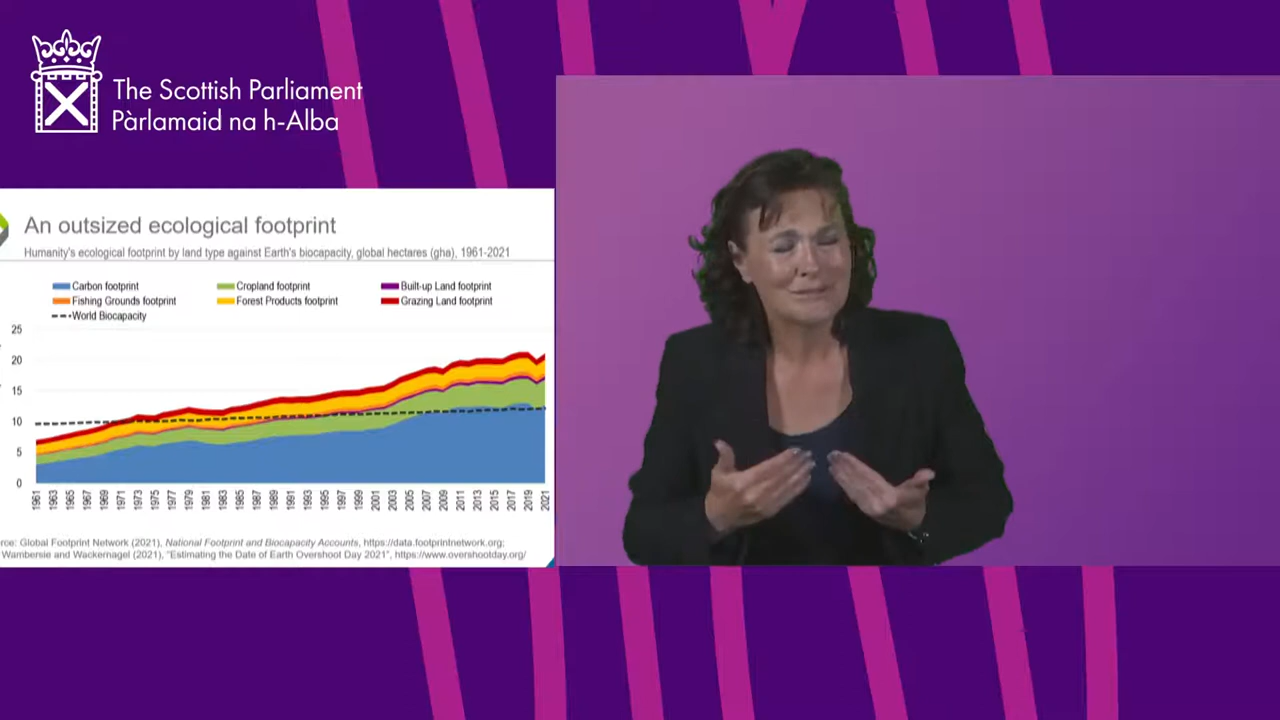 The Scottish Parliament
Pàrlamaid na h-Alba
An outsized ecological footprint
Humanity's ecological footprint by land type against Earth's biocapacity, global hectares (gha), 1961-2021
Carbon footprint Cropland footprint Built-up Land footprint
Fishing Grounds footprint Forest Products footprint Grazing Land footprint
World Biocapacity
25
20
15
10
5
0
1961 1963 1965 1967 1969 1971 1973 1975 1977 1979 1981 1983 1985 1987 1989 1991 1993 1995 1997 1999 2001 2003 2005 2007 2009 2011 2013 2015 2017 2019 2021
rce: Global Footprint Network (2021), National Footprint and Biocapacity Accounts, https://data.footprintnetwork.org;
Wambersie and Wackernagel (2021), "Estimating the Date of Earth Overshoot Day 2021", https://www.overshootday.org/